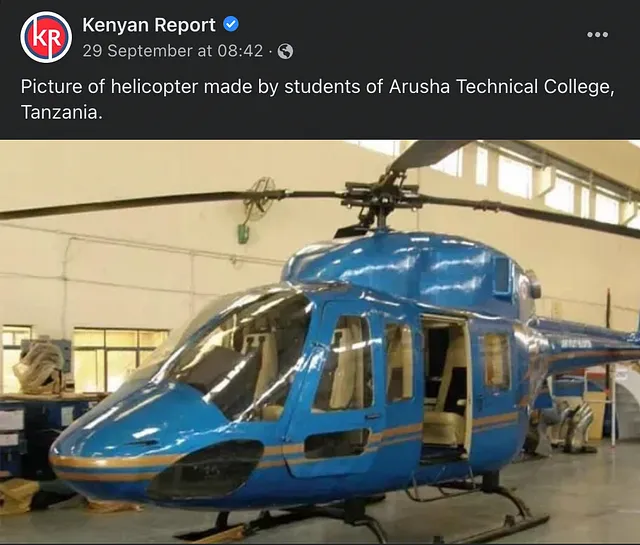 KR
Kenyan Report
29 September at 08:42 ·
Picture of helicopter made by students of Arusha Technical College,
Tanzania.